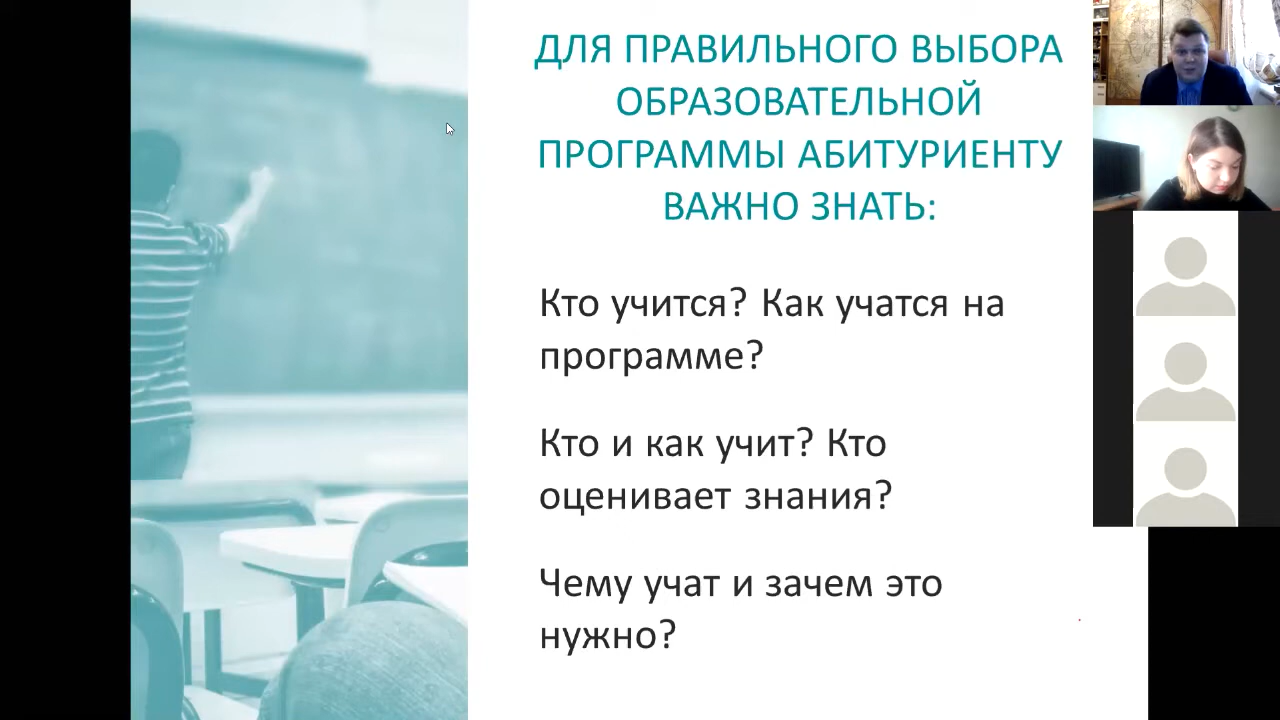 ДЛЯ ПРАВИЛЬНОГО ВЫБОРА
ОБРАЗОВАТЕЛЬНОЙ
ПРОГРАММЫ АБИТУРИЕНТУ
ВАЖНО ЗНАТЬ:
Кто учится? Как учатся на
программе?
Кто и как учит? Кто
оценивает знания?
Чему учат и зачем это
нужно?